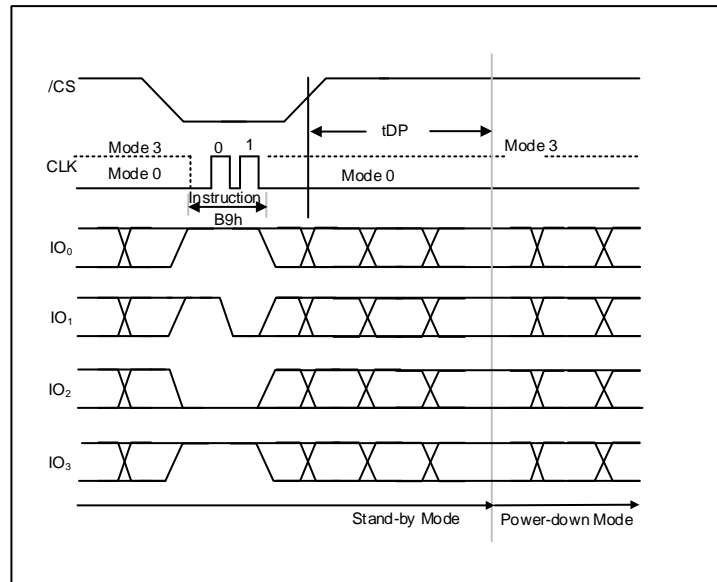 /CS
tDP
Mode 3 0 1 Mode 3
CLK
Mode 0 Mode 0
Instruction
B9h
IO₀
IO₁
IO₂
IO₃
Stand-by Mode Power-down Mode